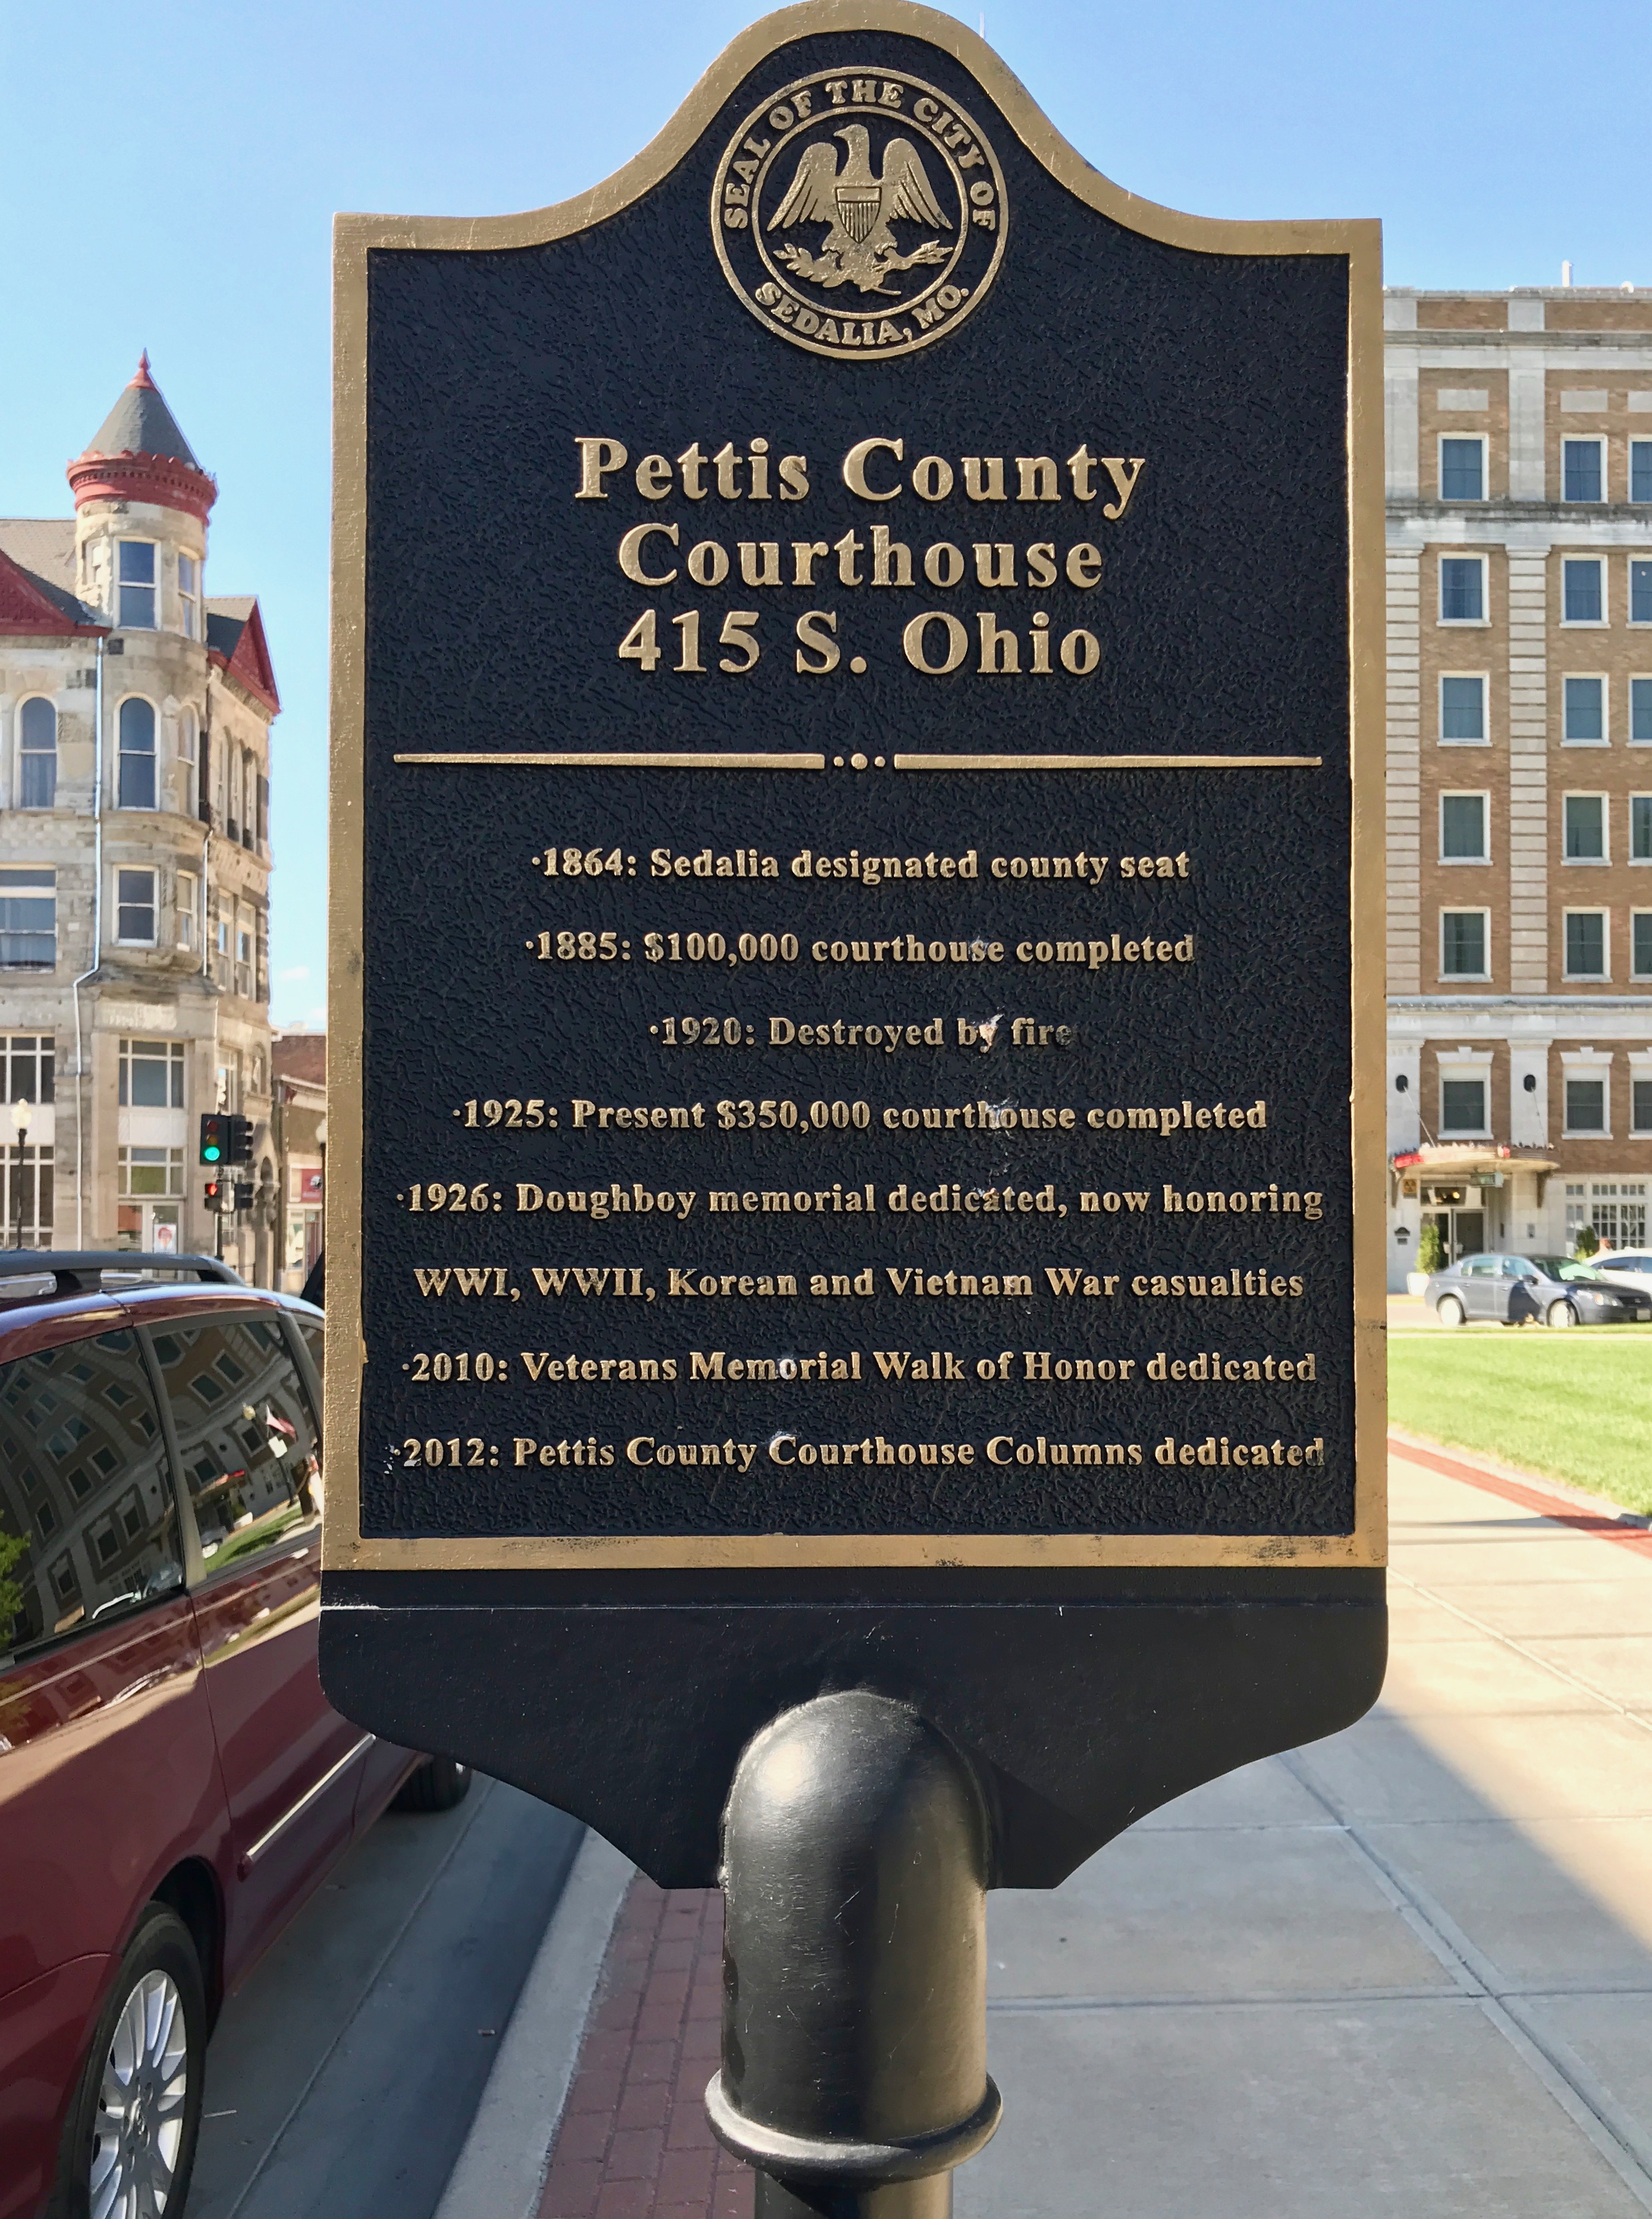 SEAL OF THE CITY OF
SEDALIA, MO.
Pettis County
Courthouse
415 S. Ohio
·1864: Sedalia designated county seat
·1885: $100,000 courthouse completed
·1920: Destroyed by fire
·1925: Present $350,000 courthouse completed
·1926: Doughboy memorial dedicated, now honoring
WWI, WWII, Korean and Vietnam War casualties
·2010: Veterans Memorial Walk of Honor dedicated
·2012: Pettis County Courthouse Columns dedicated